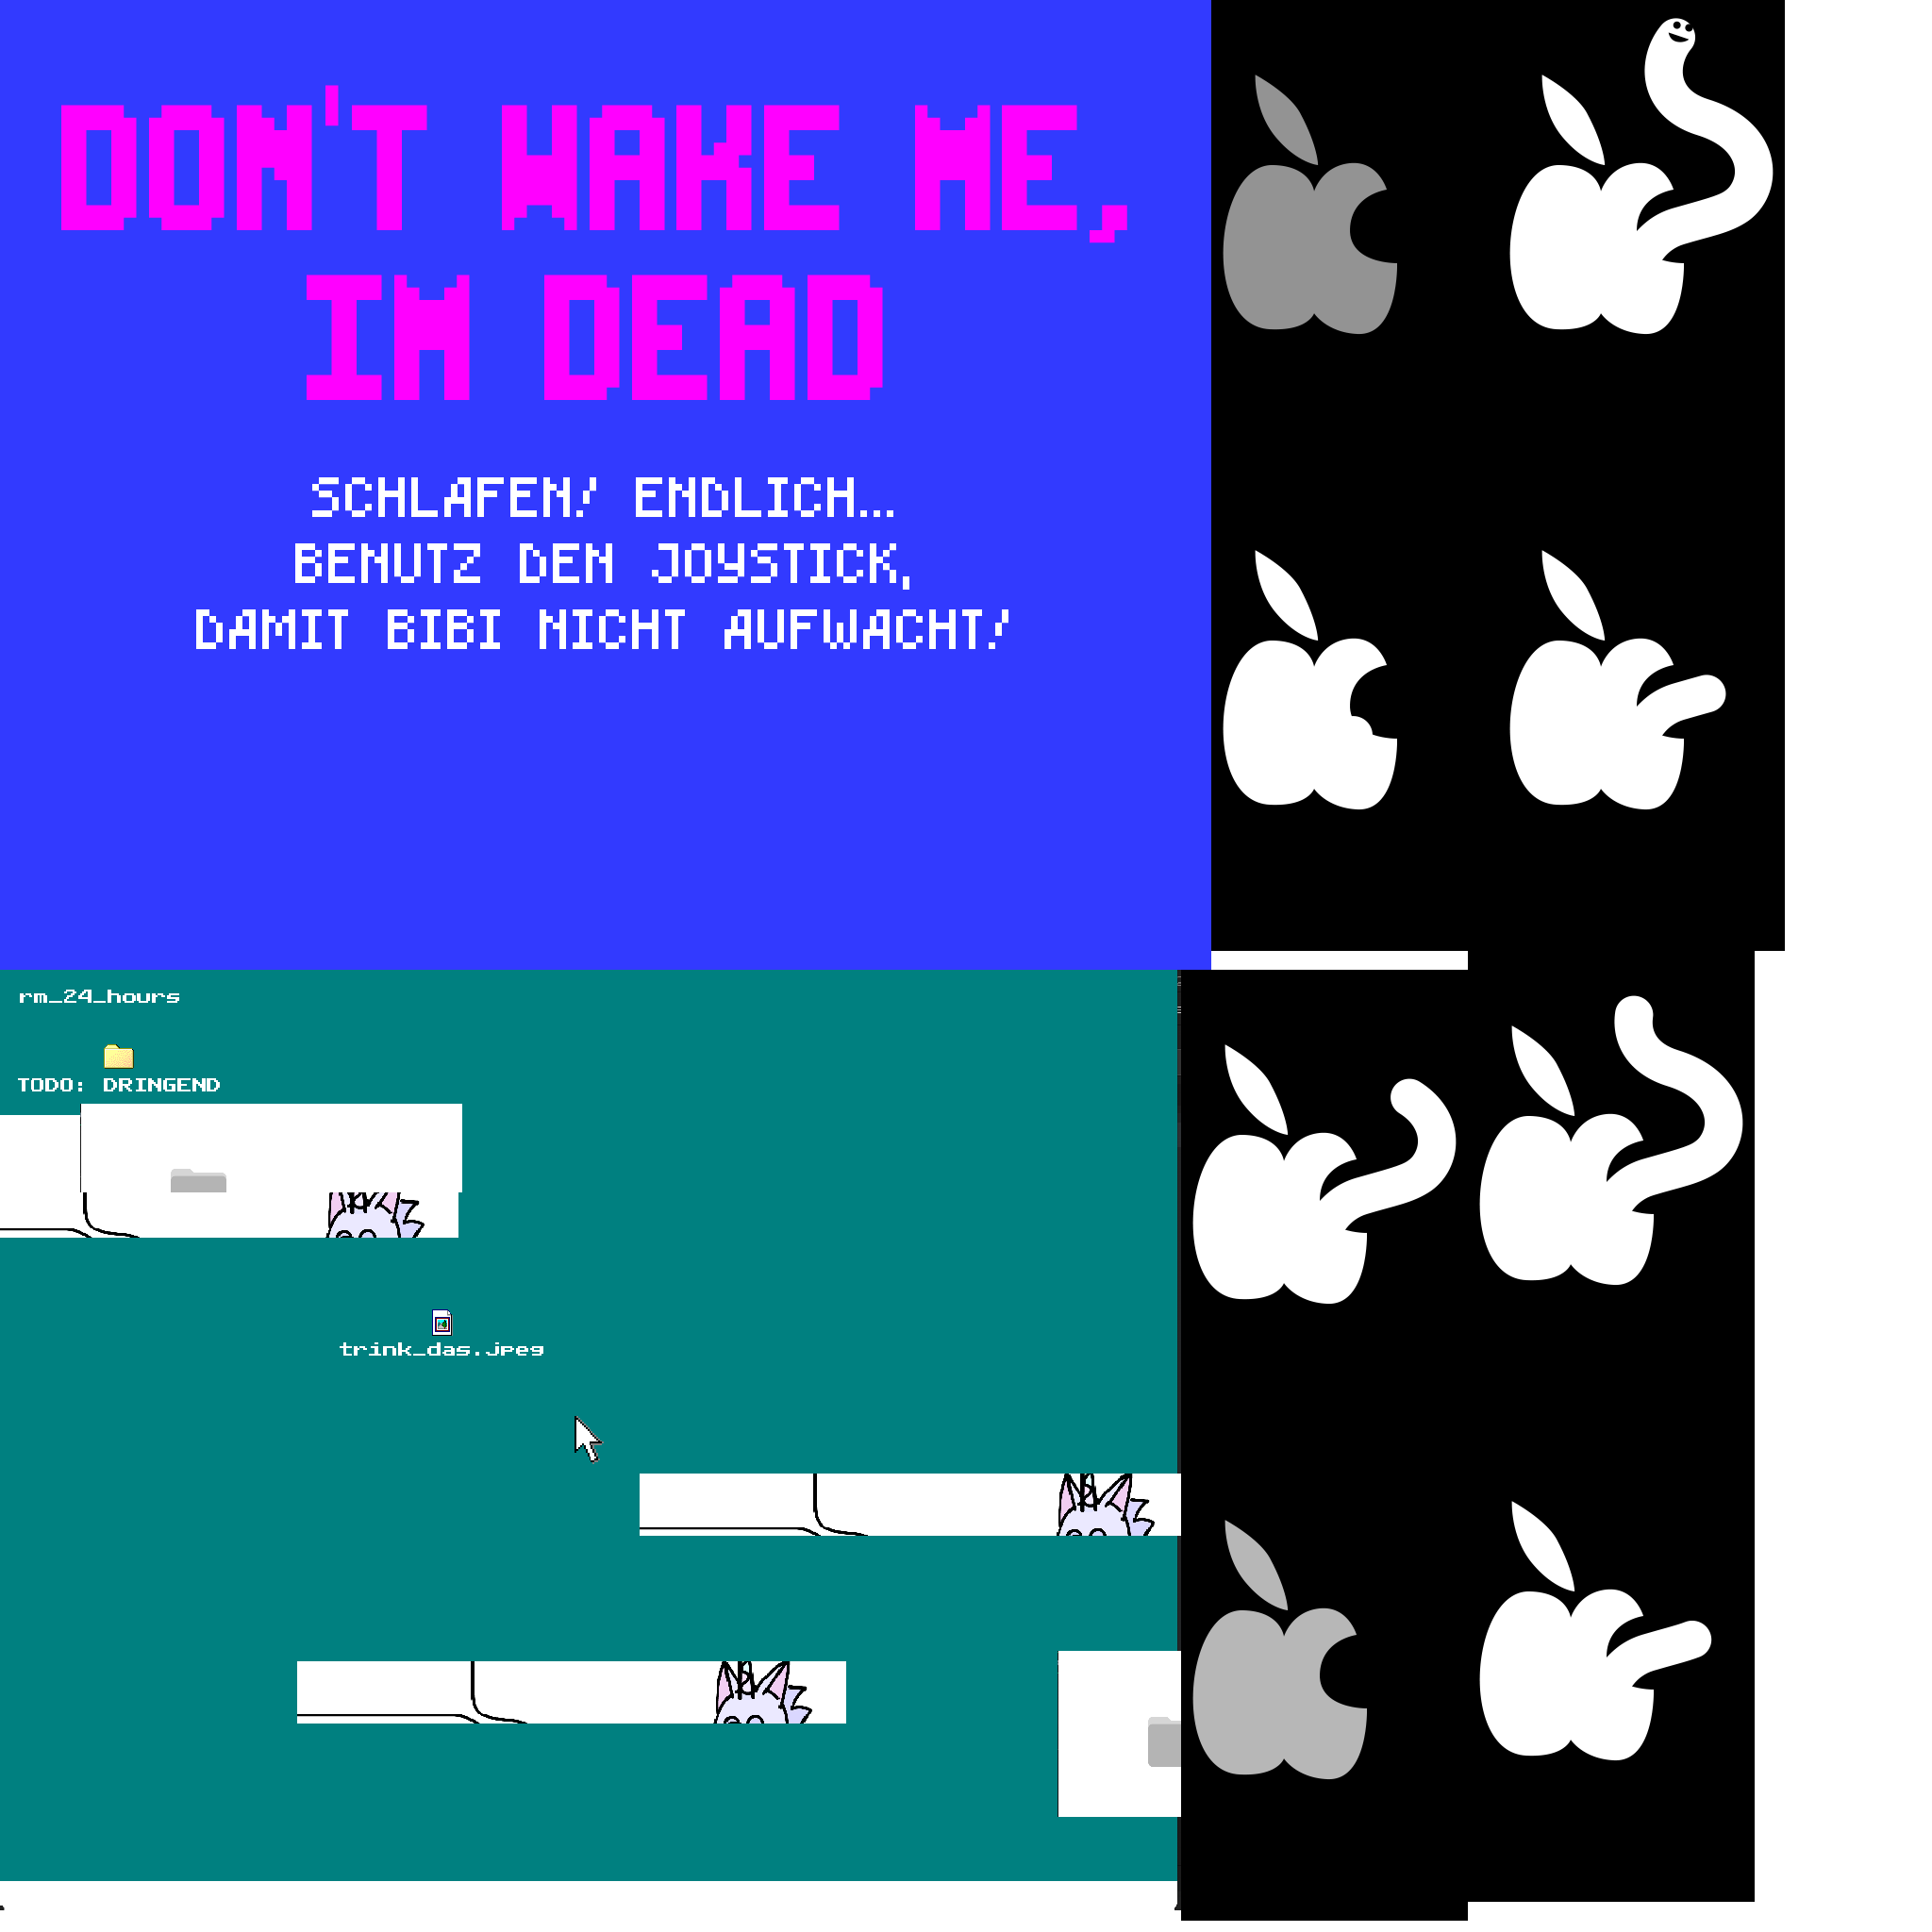 DON'T WAKE ME,
IM DEAD
SCHLAFEN! ENDLICH...
BENUTZ DEN JOYSTICK,
DAMIT BIBI NICHT AUFWACHT!
rm_24_hours
TODO: DRINGEND
trink_das.jpeg